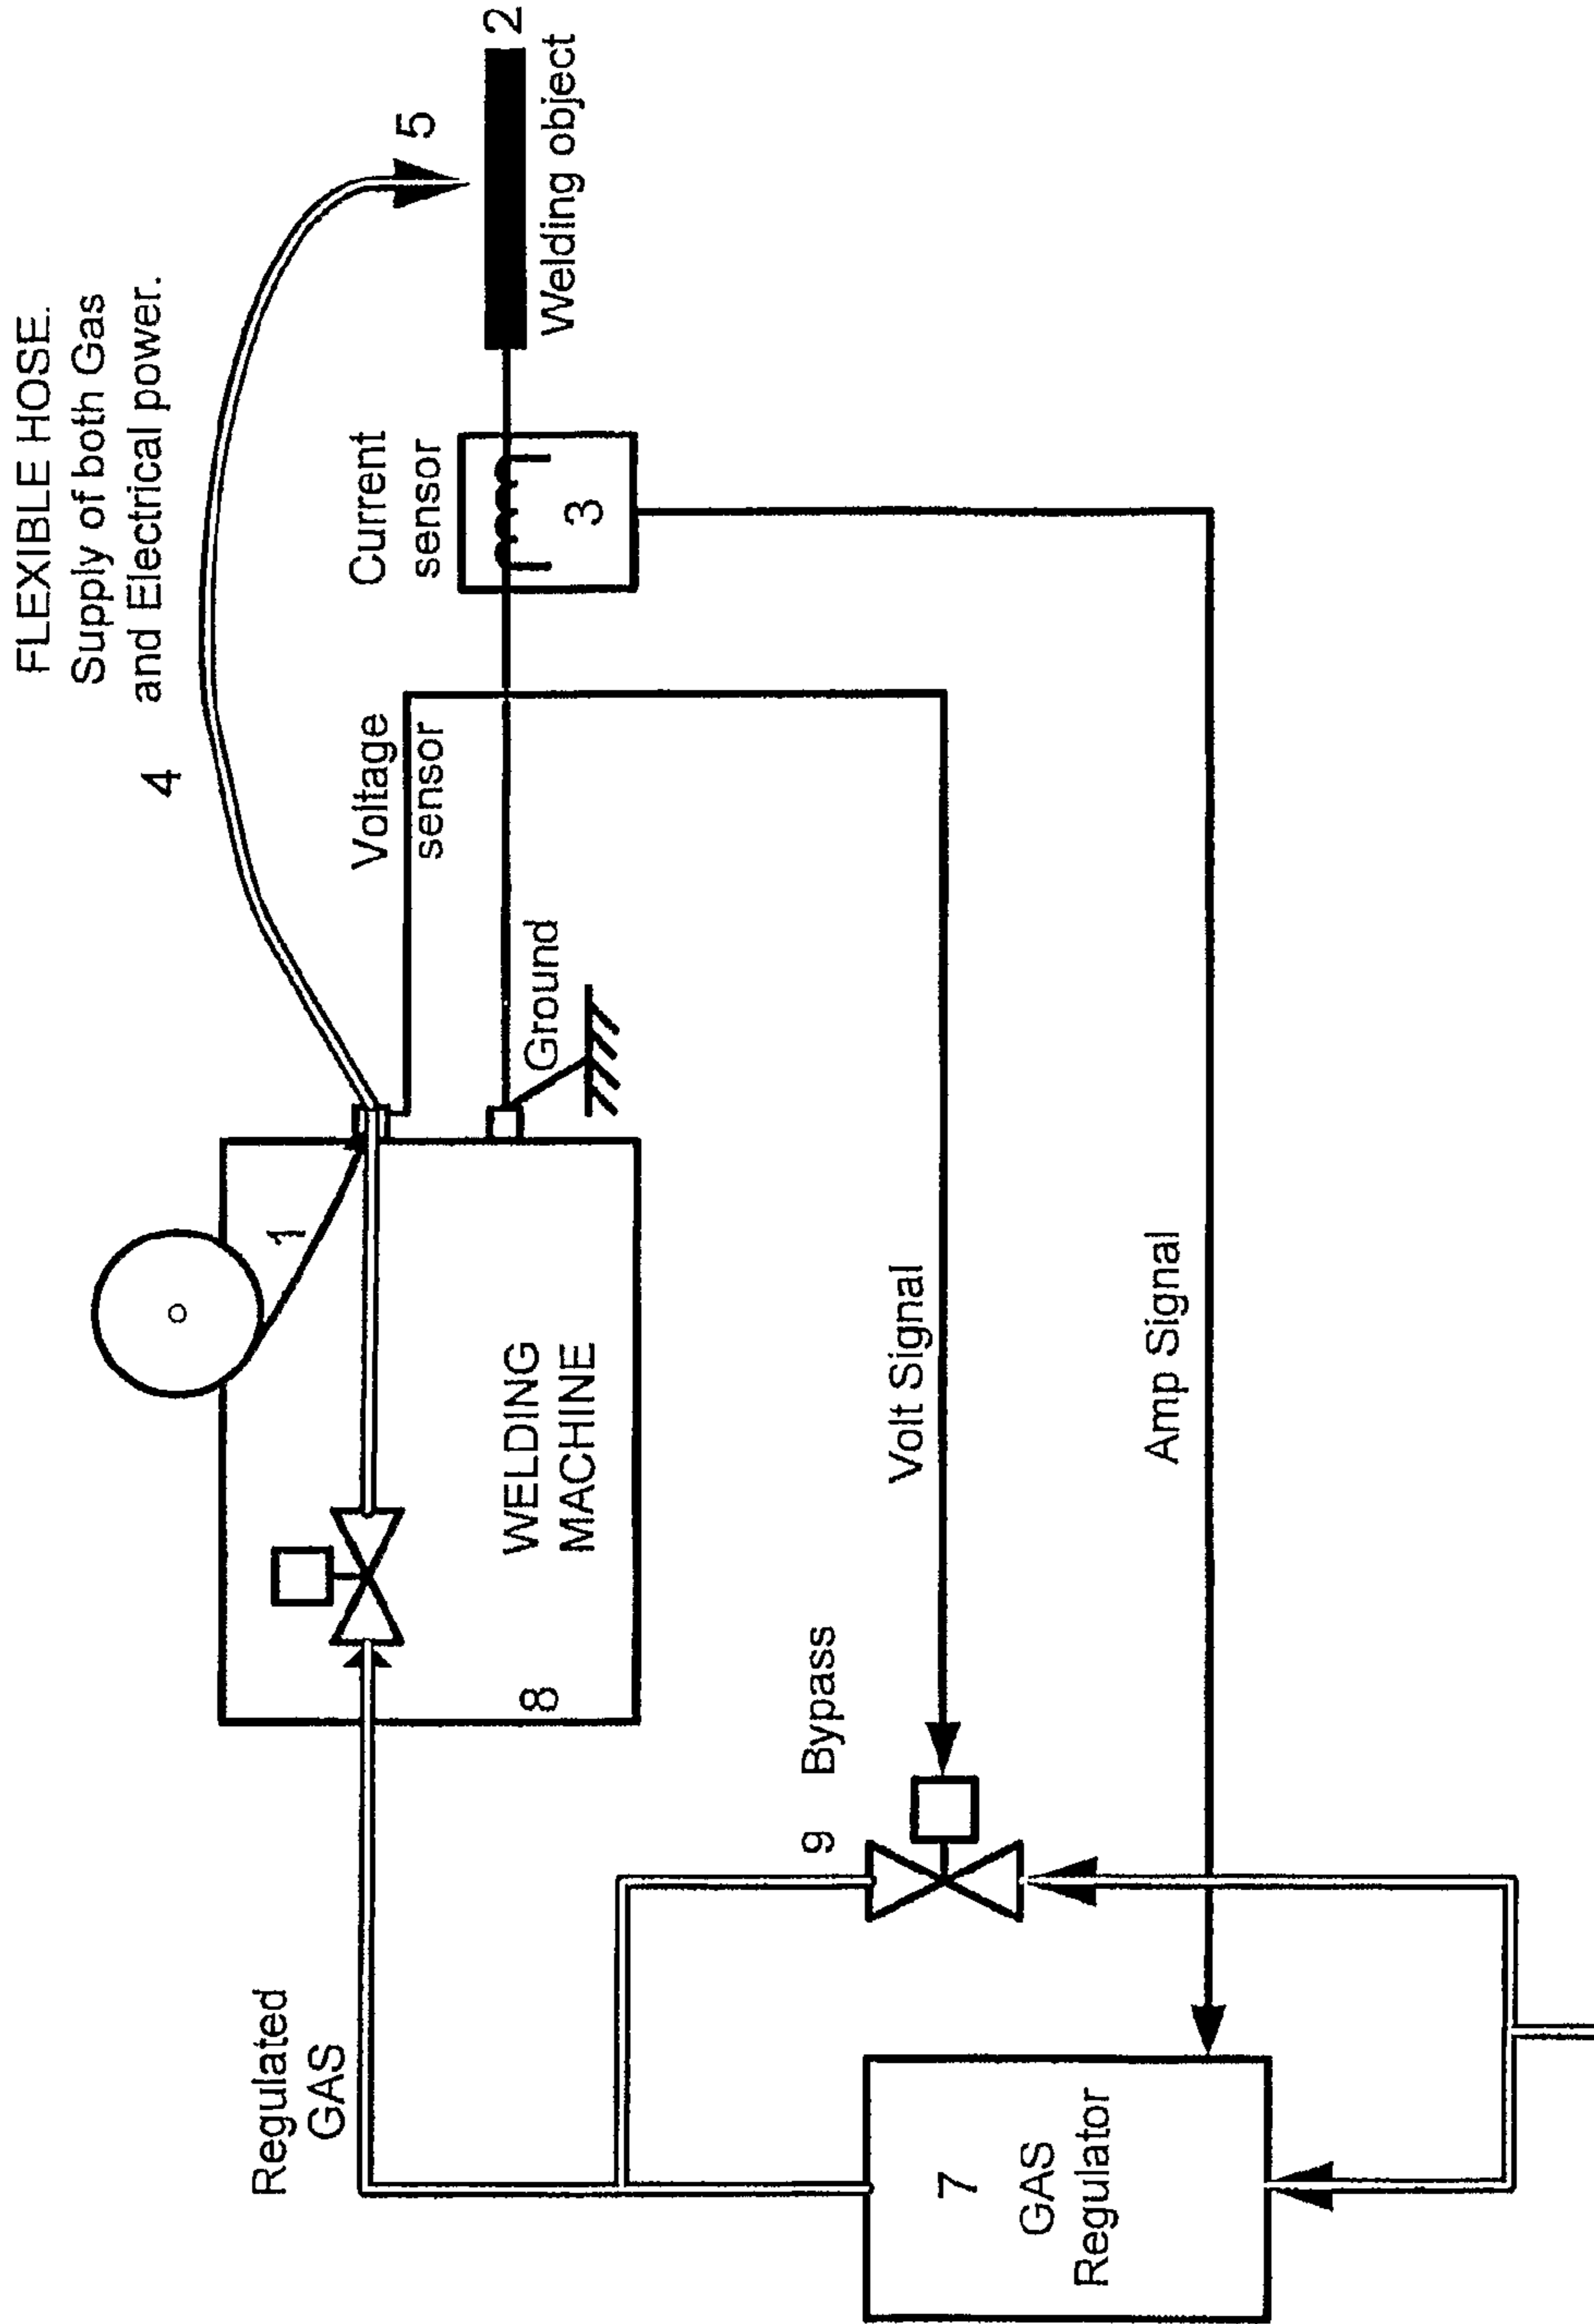 FLEXIBLE HOSE.
Supply of both Gas
and Electrical power.
4
5
2
Welding object
Current
sensor
3
Voltage
sensor
Ground
1
WELDING
MACHINE
8
Volt Signal
Amp Signal
9 Bypass
Regulated
GAS
7
GAS
Regulator